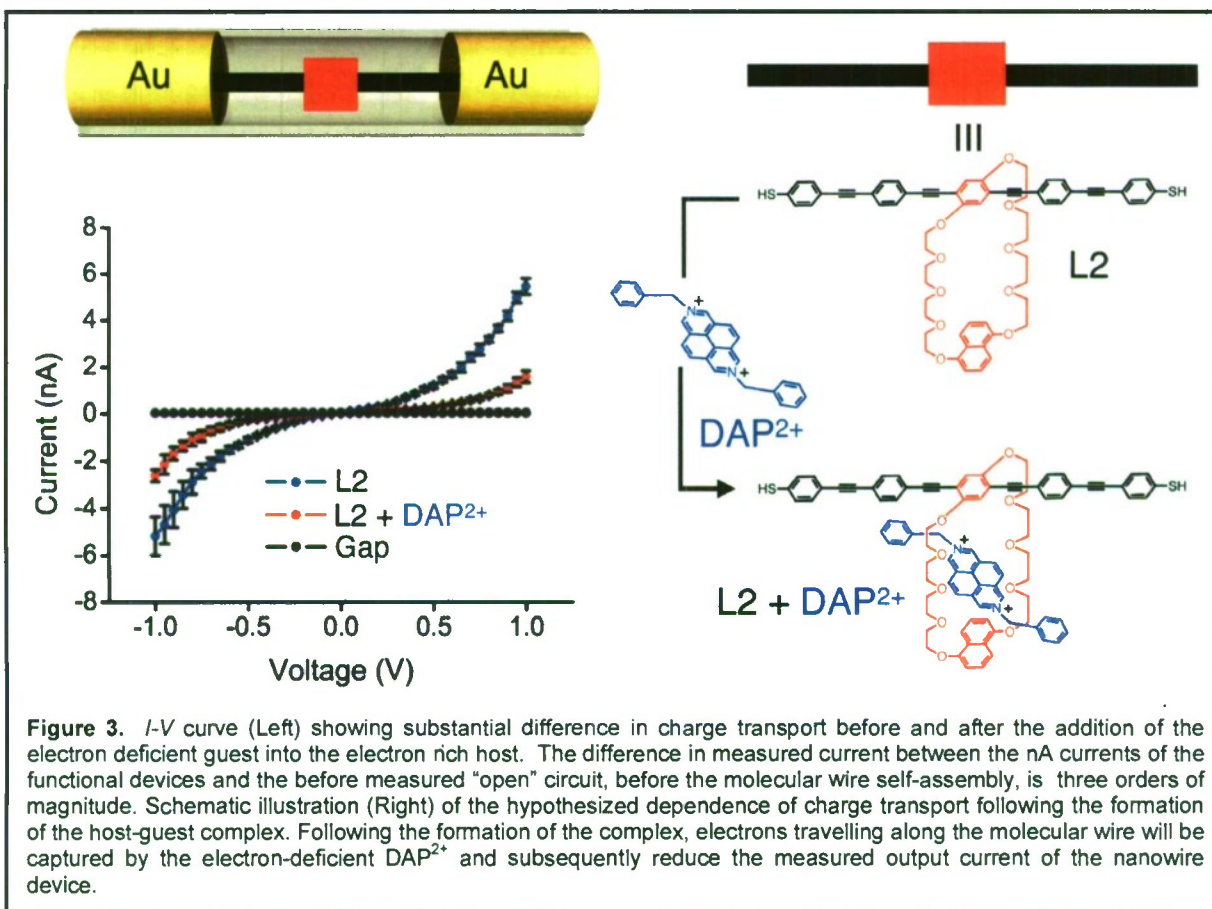 Au
Au
III
HS
O
SH
O
O
O
O
O
O
O
O
O
L2
N
+
N
+
DAP2+
HS
O
SH
O
O
O
O
O
O
O
O
O
N
+
N
+
L2 + DAP2+
Current (nA)
8
6
4
2
0
-2
-4
-6
-8
-1.0 -0.5 0.0 0.5 1.0
Voltage (V)
L2
L2 + DAP2+
Gap
Figure 3. I-V curve (Left) showing substantial difference in charge transport before and after the addition of the
electron deficient guest into the electron rich host. The difference in measured current between the nA currents of the
functional devices and the before measured "open" circuit, before the molecular wire self-assembly, is three orders of
magnitude. Schematic illustration (Right) of the hypothesized dependence of charge transport following the formation
of the host-guest complex. Following the formation of the complex, electrons travelling along the molecular wire will be
captured by the electron-deficient DAP2+ and subsequently reduce the measured output current of the nanowire
device.